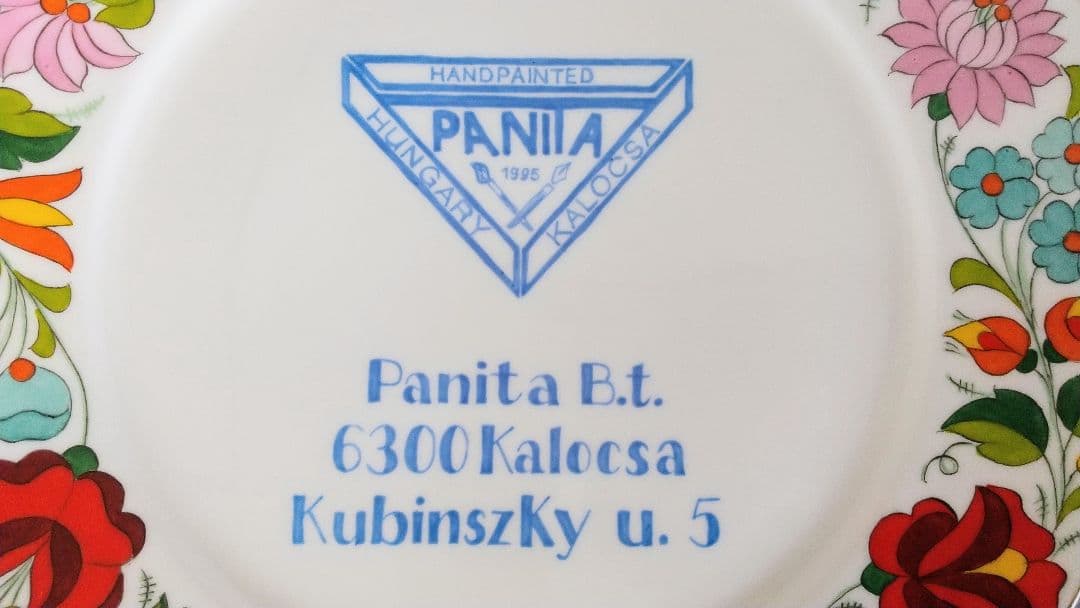 HANDPAINTED
PANITA
1995
HUNGARY
KALOCSA
Panita B.t.
6300 Kalocsa
Kubinszky u. 5